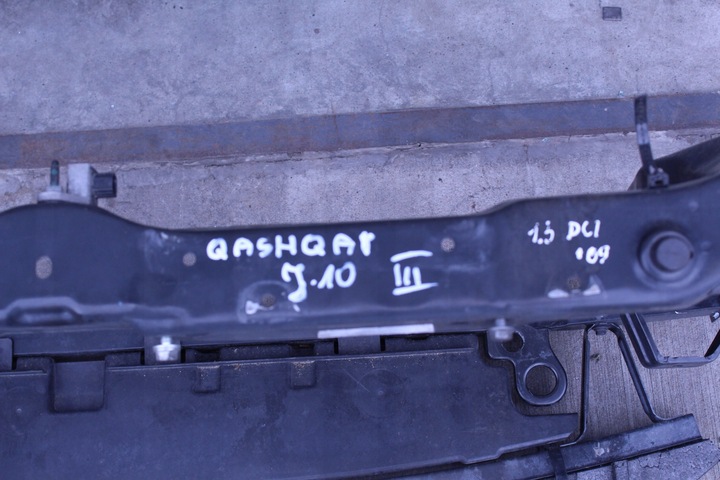 QASHQAI
J.10 III
1.5 DCI
'09